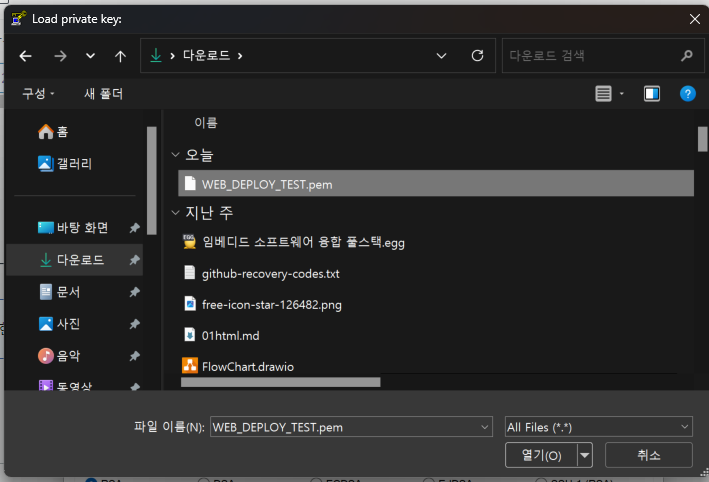 Load private key:
다운로드
다운로드 검색
구성
새 폴더
홈
갤러리
바탕 화면
다운로드
문서
사진
음악
동영상
이름
오늘
WEB_DEPLOY_TEST.pem
지난 주
임베디드 소프트웨어 융합 풀스택.egg
github-recovery-codes.txt
free-icon-star-126482.png
01html.md
FlowChart.drawio
파일 이름(N):
WEB_DEPLOY_TEST.pem
All Files (*.*)
열기(O)
취소